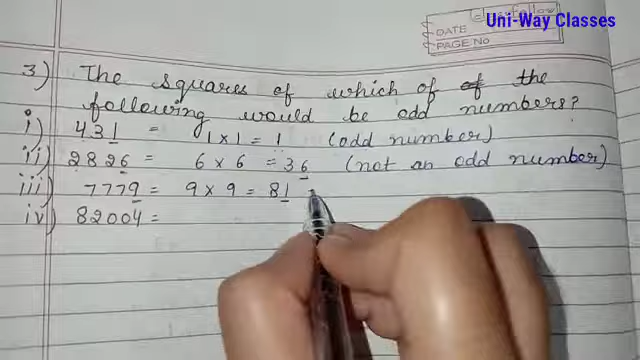 Uni-Way Classes
DATE
PAGE NO
3) The squares of which of of the
following would be odd numbers?
i) 431 = 1 × 1 = 1 (odd number)
ii) 2826 = 6 × 6 = 36 (not an odd number)
iii) 7779 = 9 × 9 = 81
iv) 82004 =